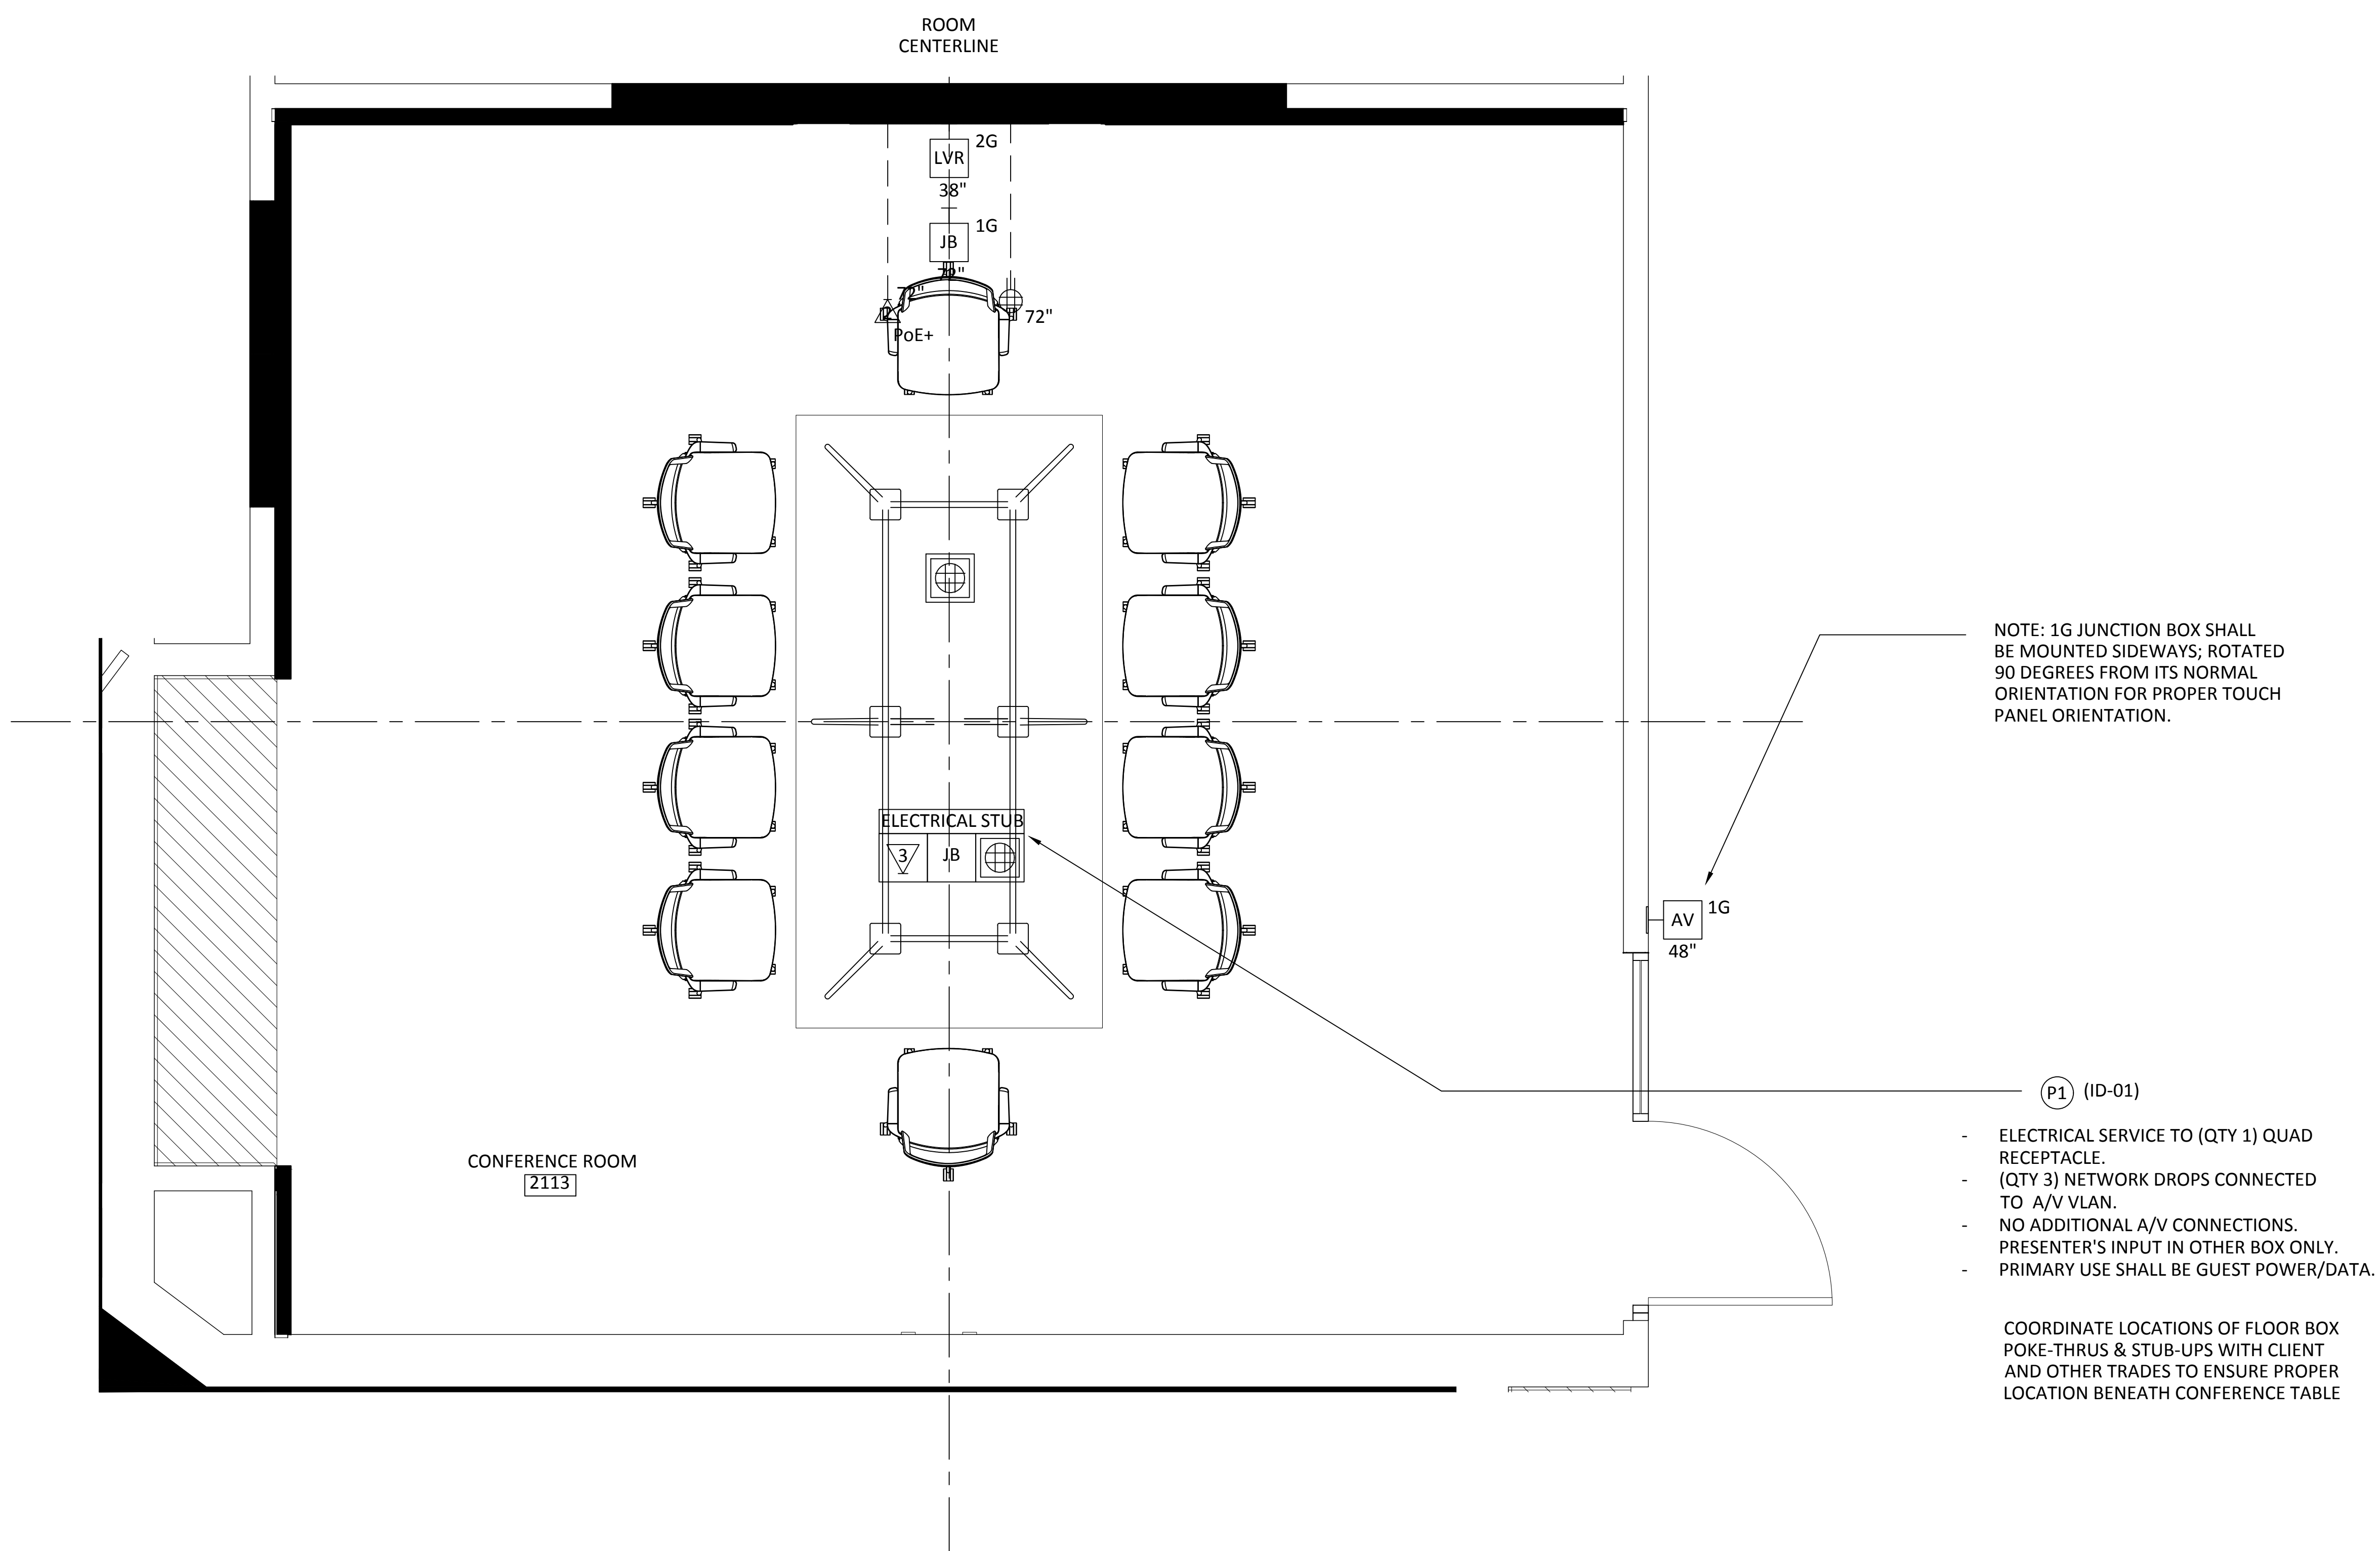 ROOM
CENTERLINE
2G
LVR
38"
1G
JB
72"
72"
2
PoE+
72"
NOTE: 1G JUNCTION BOX SHALL
BE MOUNTED SIDEWAYS; ROTATED
90 DEGREES FROM ITS NORMAL
ORIENTATION FOR PROPER TOUCH
PANEL ORIENTATION.
ELECTRICAL STUB
3
JB
AV
1G
48"
P1 (ID-01)
- ELECTRICAL SERVICE TO (QTY 1) QUAD
RECEPTACLE.
- (QTY 3) NETWORK DROPS CONNECTED
TO A/V VLAN.
- NO ADDITIONAL A/V CONNECTIONS.
PRESENTER'S INPUT IN OTHER BOX ONLY.
- PRIMARY USE SHALL BE GUEST POWER/DATA.
CONFERENCE ROOM
2113
COORDINATE LOCATIONS OF FLOOR BOX
POKE-THRUS & STUB-UPS WITH CLIENT
AND OTHER TRADES TO ENSURE PROPER
LOCATION BENEATH CONFERENCE TABLE